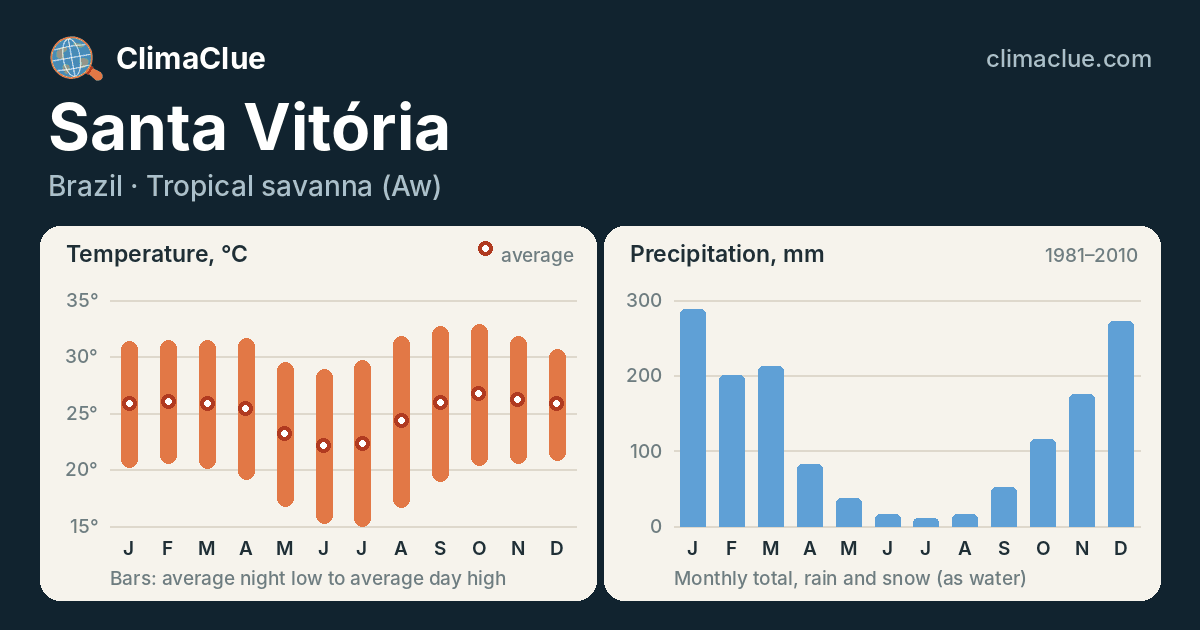 ClimaClue
climaclue.com
Santa Vitória
Brazil · Tropical savanna (Aw)
Temperature, °C
average
35°
30°
25°
20°
15°
J F M A M J J A S O N D
Bars: average night low to average day high
Precipitation, mm
1981–2010
300
200
100
0
J F M A M J J A S O N D
Monthly total, rain and snow (as water)